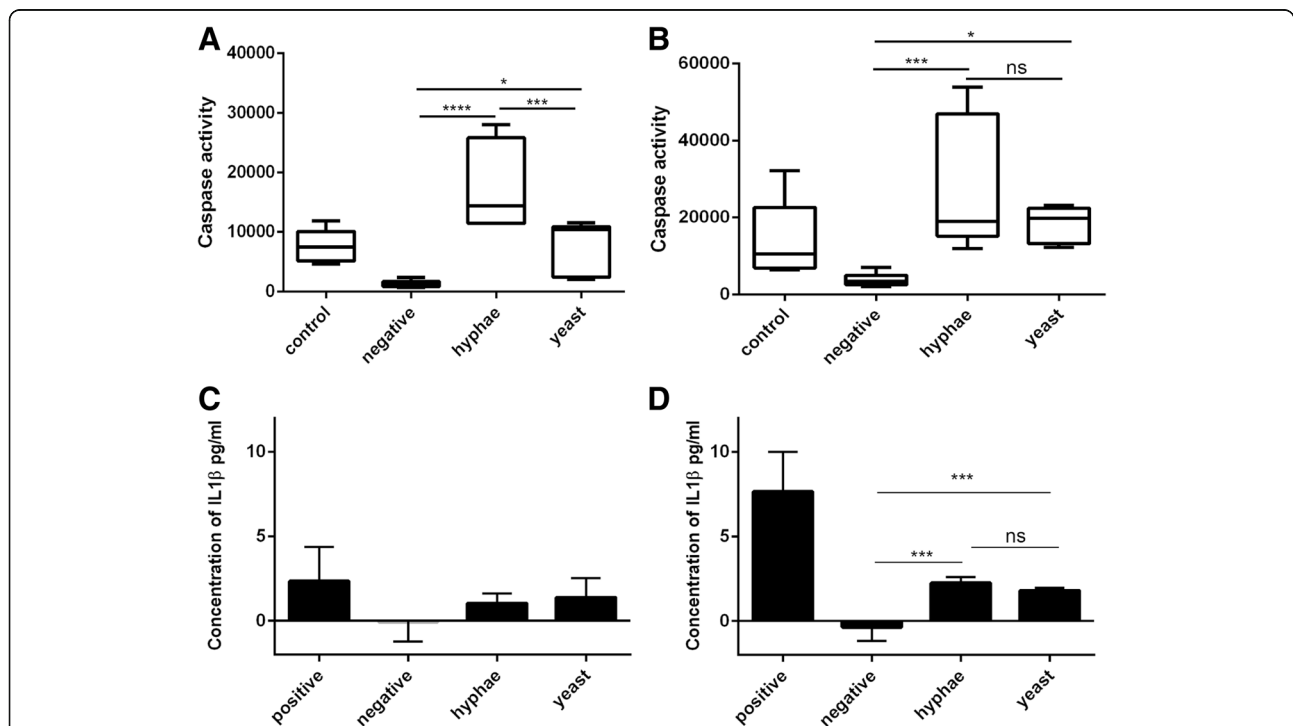 A
Caspase activity
40000
30000
20000
10000
0
*
****
***
control
negative
hyphae
yeast
B
Caspase activity
60000
40000
20000
0
*
***
ns
control
negative
hyphae
yeast
C
Concentration of IL1β pg/ml
10
5
0
positive
negative
hyphae
yeast
D
Concentration of IL1β pg/ml
10
5
0
***
***
ns
positive
negative
hyphae
yeast